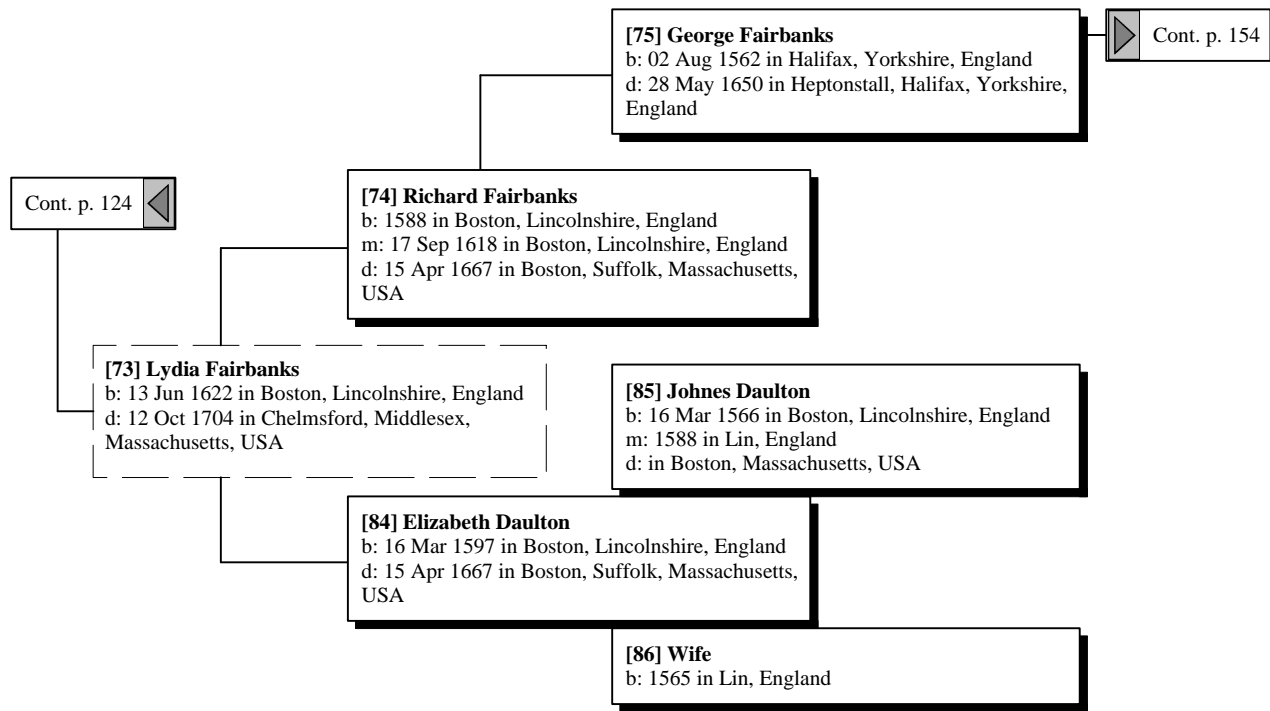 [75] George Fairbanks
b: 02 Aug 1562 in Halifax, Yorkshire, England
d: 28 May 1650 in Heptonstall, Halifax, Yorkshire,
England
Cont. p. 154
[74] Richard Fairbanks
b: 1588 in Boston, Lincolnshire, England
m: 17 Sep 1618 in Boston, Lincolnshire, England
d: 15 Apr 1667 in Boston, Suffolk, Massachusetts,
USA
Cont. p. 124
[73] Lydia Fairbanks
b: 13 Jun 1622 in Boston, Lincolnshire, England
d: 12 Oct 1704 in Chelmsford, Middlesex,
Massachusetts, USA
[85] Johnes Daulton
b: 16 Mar 1566 in Boston, Lincolnshire, England
m: 1588 in Lin, England
d: in Boston, Massachusetts, USA
[84] Elizabeth Daulton
b: 16 Mar 1597 in Boston, Lincolnshire, England
d: 15 Apr 1667 in Boston, Suffolk, Massachusetts,
USA
[86] Wife
b: 1565 in Lin, England